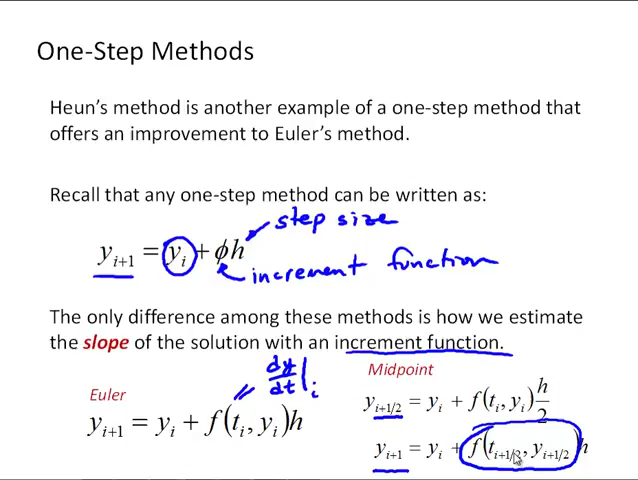 One-Step Methods
Heun's method is another example of a one-step method that
offers an improvement to Euler's method.
Recall that any one-step method can be written as:
step size
y_{i+1} = y_i + ϕh
increment function
The only difference among these methods is how we estimate
the slope of the solution with an increment function.
dy/dt|_i
Euler
y_{i+1} = y_i + f(t_i, y_i)h
Midpoint
y_{i+1/2} = y_i + f(t_i, y_i) h/2
y_{i+1} = y_i + f(t_{i+1/2}, y_{i+1/2})h